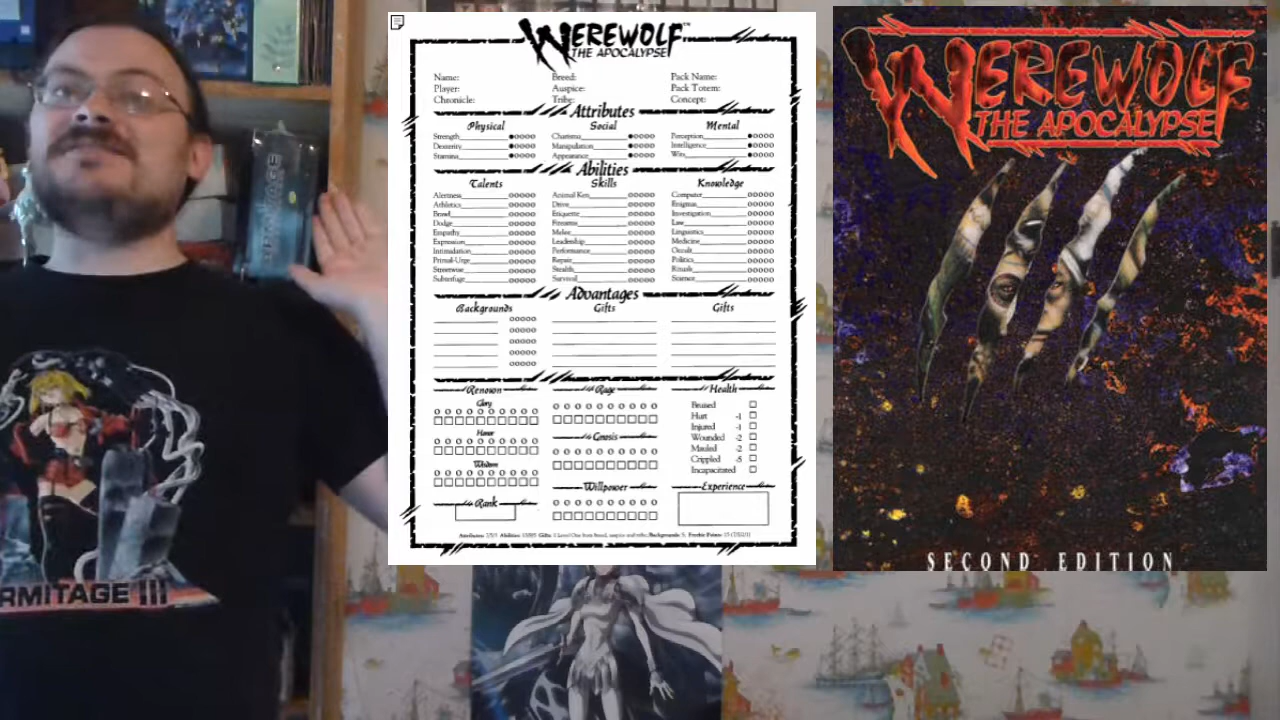 WEREWOLF™
THE APOCALYPSE
Name: Breed: Pack Name:
Player: Auspice: Pack Totem:
Chronicle: Tribe: Concept:
Attributes
Physical Social Mental
Strength Charisma Perception
Dexterity Manipulation Intelligence
Stamina Appearance Wits
Abilities
Talents Skills Knowledge
Alertness Animal Ken Computer
Athletics Drive Enigmas
Brawl Etiquette Investigation
Dodge Firearms Law
Empathy Melee Linguistics
Expression Leadership Medicine
Intimidation Performance Occult
Primal-Urge Repair Politics
Streetwise Stealth Rituals
Subterfuge Survival Science
Advantages
Backgrounds Gifts Gifts
Renown Rage Health
Glory
Bruised
Hurt -1
Injured -1
Honor Gnosis
Wounded -2
Mauled -2
Crippled -5
Wisdom
Incapacitated
Rank Willpower Experience
WEREWOLF
THE APOCALYPSE
SECOND EDITION
RMITAGE III